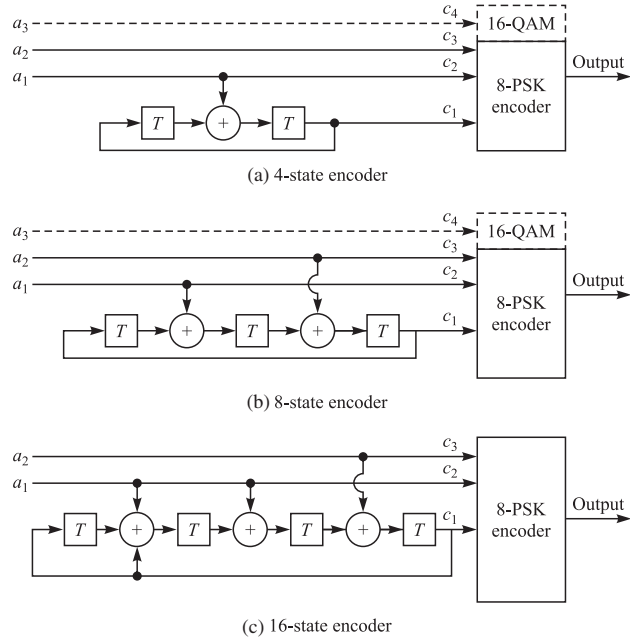 a3 c4 16-QAM
a2 c3
a1 c2 Output
8-PSK
encoder
T + T c1
(a) 4-state encoder
a3 c4 16-QAM
a2 c3
a1 c2 Output
8-PSK
encoder
T + T + T c1
(b) 8-state encoder
a2 c3
a1 c2
8-PSK
encoder
Output
T + T + T + T c1
(c) 16-state encoder